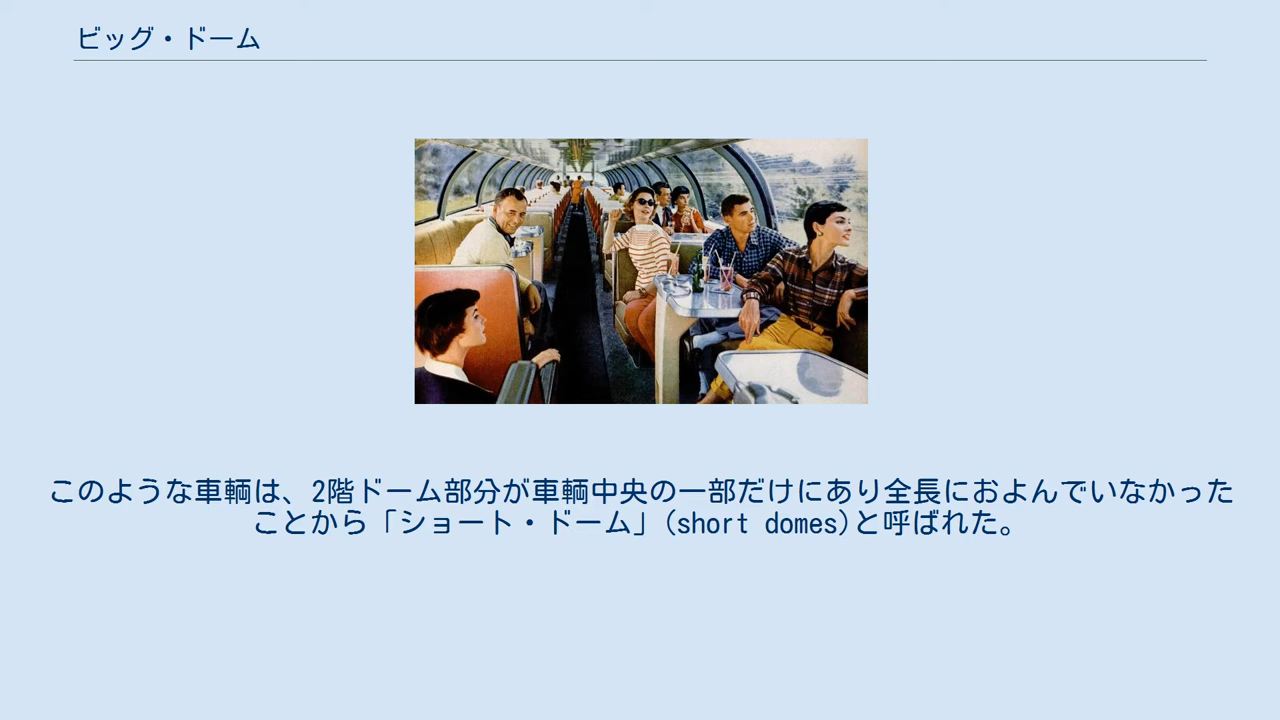 ビッグ・ドーム
このような車輌は、2階ドーム部分が車輌中央の一部だけにあり全長におよんでいなかった
ことから「ショート・ドーム」(short domes)と呼ばれた。